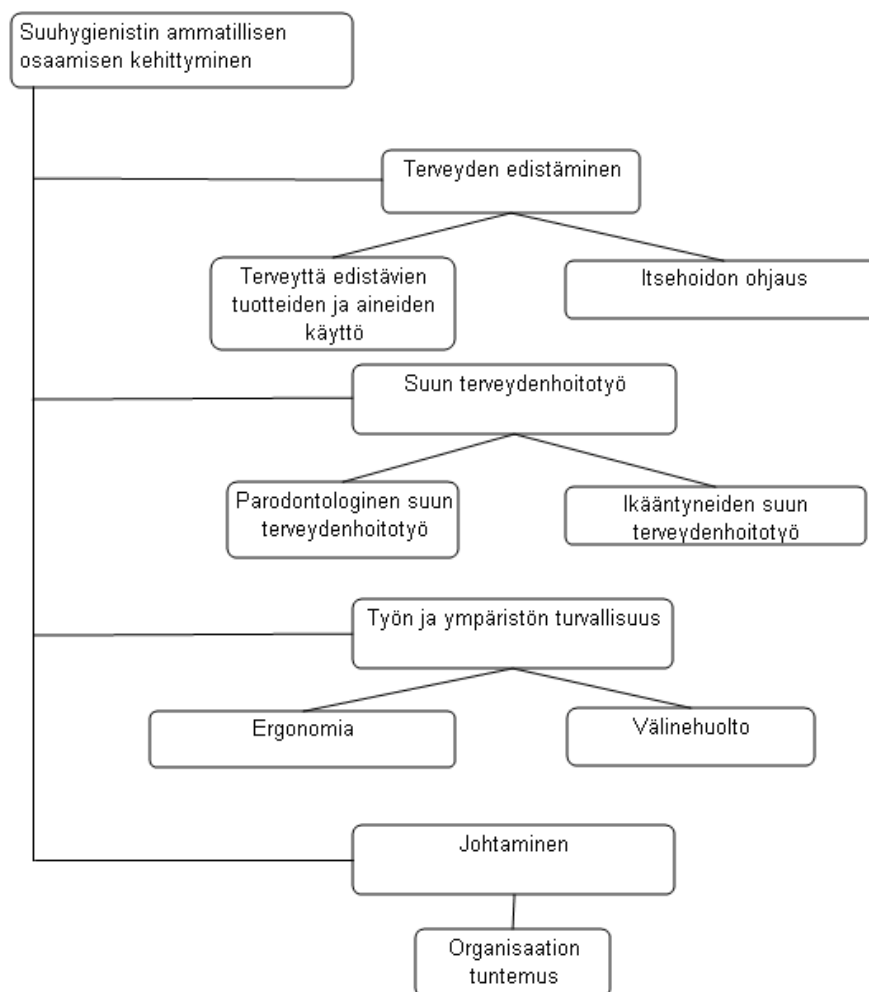 Suuhygienistin ammatillisen
osaamisen kehittyminen
Terveyden edistäminen
Terveyttä edistävien
tuotteiden ja aineiden
käyttö
Itsehoidon ohjaus
Suun terveydenhoitotyö
Parodontologinen suun
terveydenhoitotyö
Ikääntyneiden suun
terveydenhoitotyö
Työn ja ympäristön turvallisuus
Ergonomia
Välinehuolto
Johtaminen
Organisaation
tuntemus